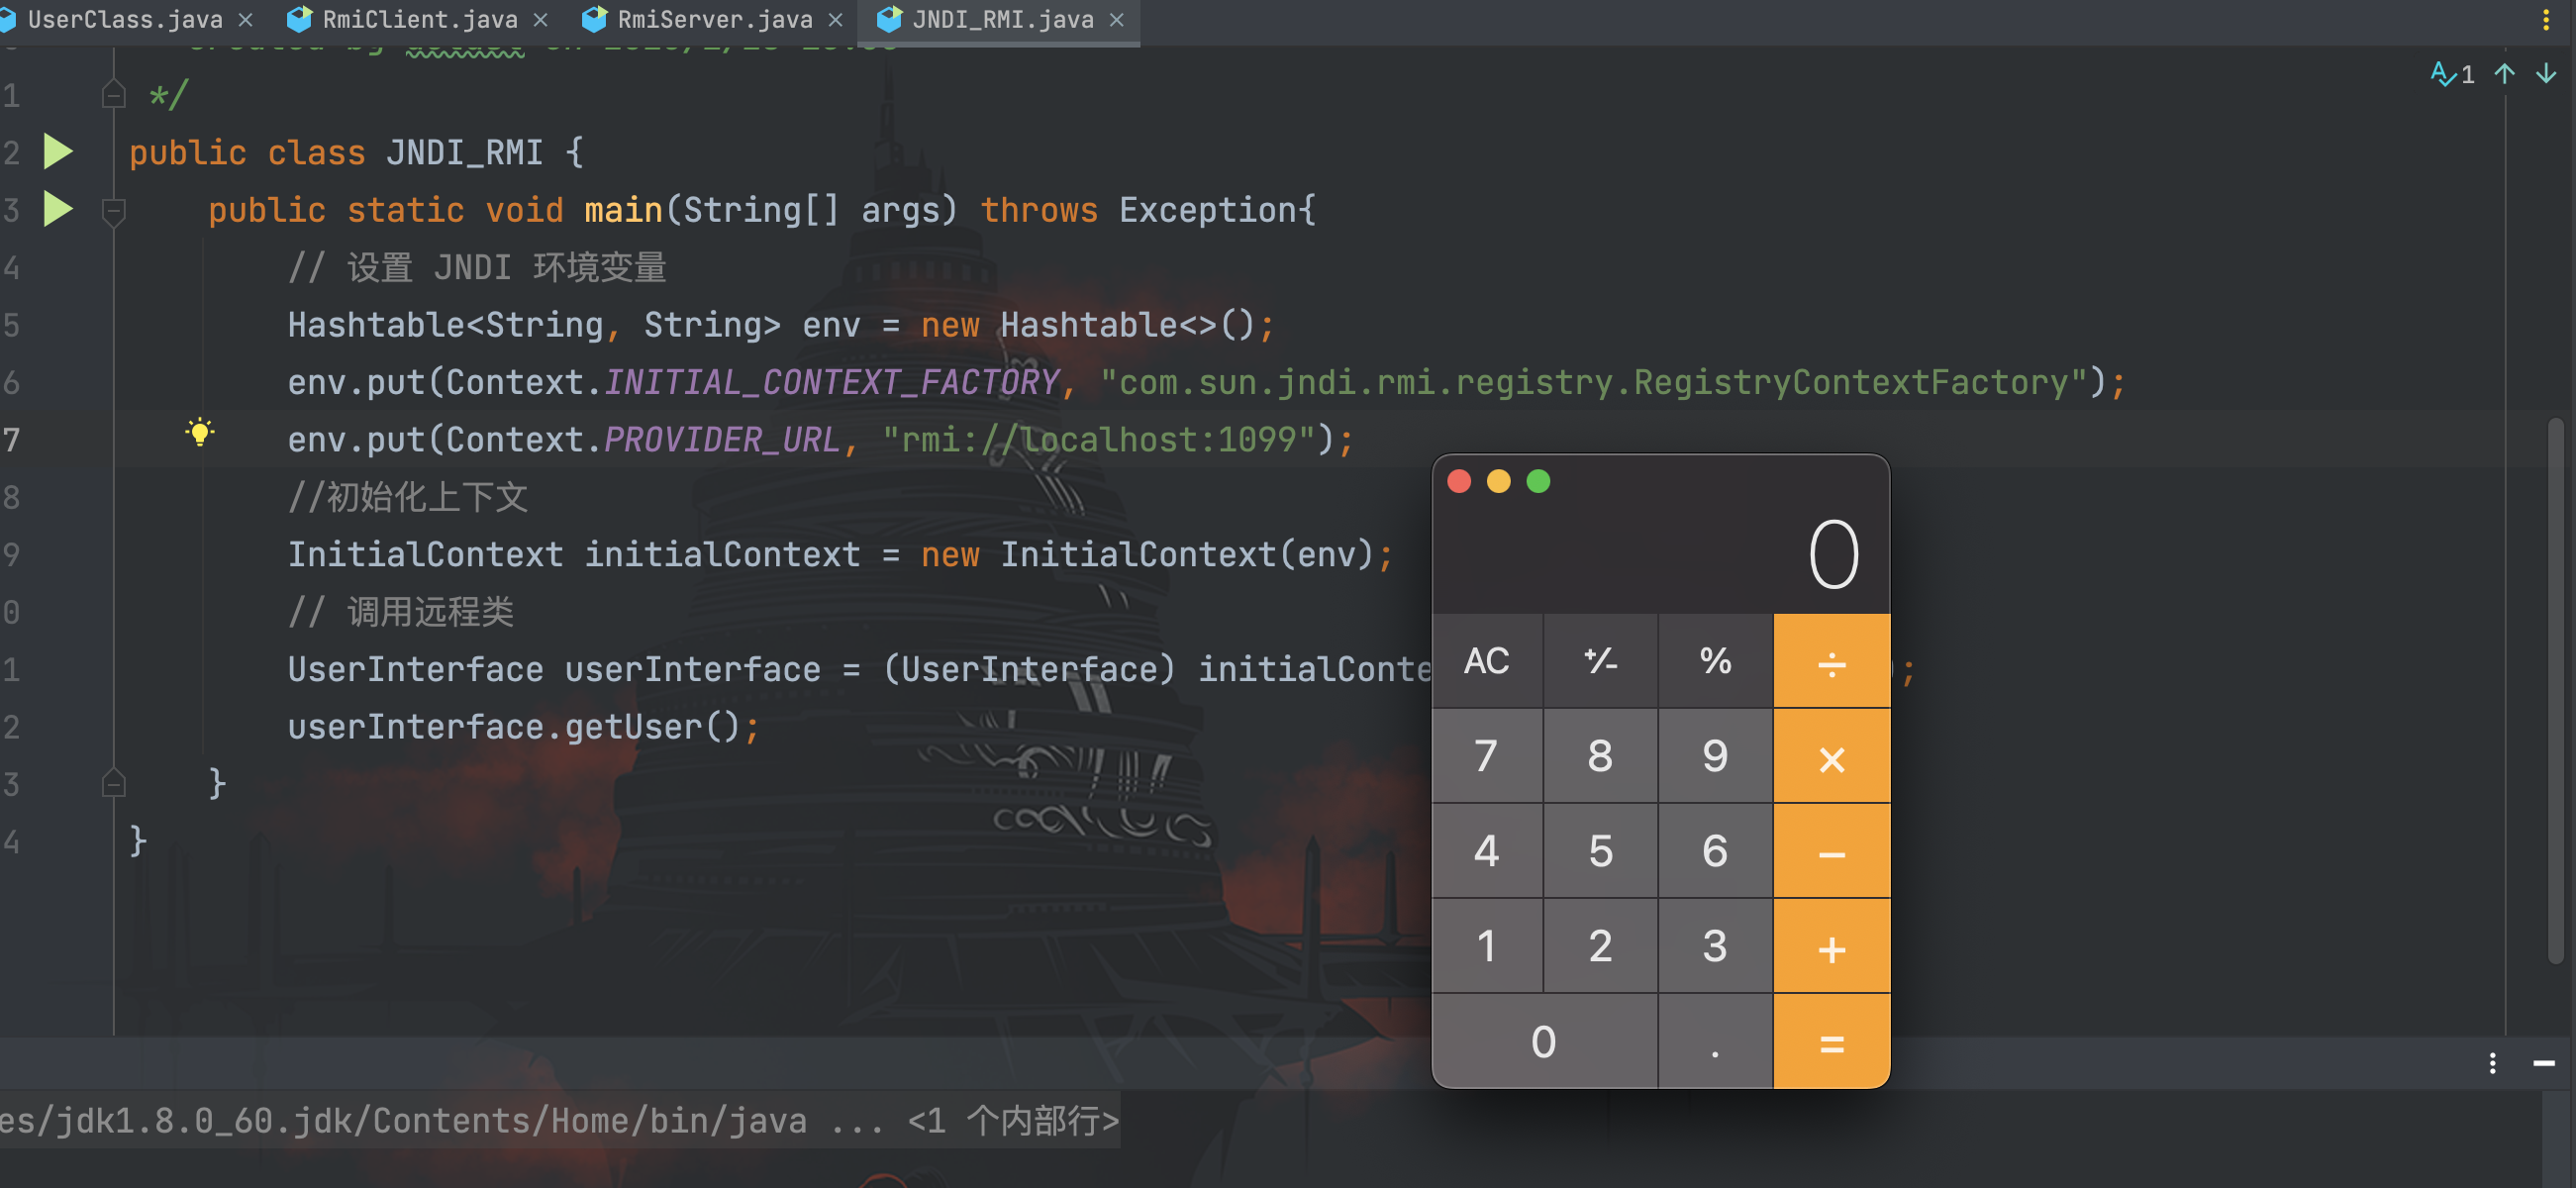 UserClass.java × RmiClient.java × RmiServer.java × JNDI_RMI.java ×
1
1 */
2 public class JNDI_RMI {
3 public static void main(String[] args) throws Exception{
4 // 设置 JNDI 环境变量
5 Hashtable<String, String> env = new Hashtable<>();
6 env.put(Context.INITIAL_CONTEXT_FACTORY, "com.sun.jndi.rmi.registry.RegistryContextFactory");
7 env.put(Context.PROVIDER_URL, "rmi://localhost:1099");
8 //初始化上下文
9 InitialContext initialContext = new InitialContext(env);
0 // 调用远程类
1 UserInterface userInterface = (UserInterface) initialConte ;
2 userInterface.getUser();
3 }
4 }
0
AC +/- % ÷
7 8 9 ×
4 5 6 −
1 2 3 +
0 . =
es/jdk1.8.0_60.jdk/Contents/Home/bin/java ... <1 个内部行>